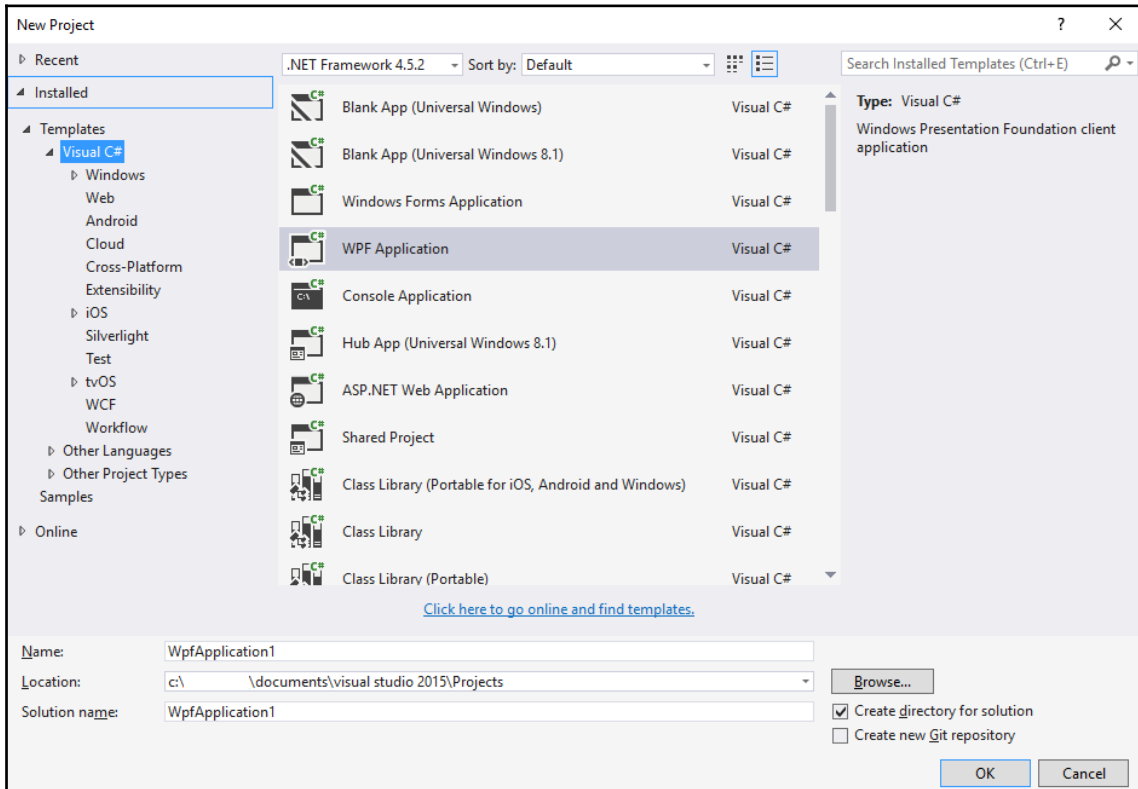 New Project
?
Recent
.NET Framework 4.5.2
Sort by: Default
Search Installed Templates (Ctrl+E)
Installed
Templates
Visual C#
Windows
Web
Android
Cloud
Cross-Platform
Extensibility
iOS
Silverlight
Test
tvOS
WCF
Workflow
Other Languages
Other Project Types
Samples
Online
Blank App (Universal Windows) Visual C#
Blank App (Universal Windows 8.1) Visual C#
Windows Forms Application Visual C#
WPF Application Visual C#
Console Application Visual C#
Hub App (Universal Windows 8.1) Visual C#
ASP.NET Web Application Visual C#
Shared Project Visual C#
Class Library (Portable for iOS, Android and Windows) Visual C#
Class Library Visual C#
Class Library (Portable) Visual C#
Click here to go online and find templates.
Type: Visual C#
Windows Presentation Foundation client
application
Name: WpfApplication1
Location: c:\ \documents\visual studio 2015\Projects
Browse...
Solution name: WpfApplication1
Create directory for solution
Create new Git repository
OK
Cancel